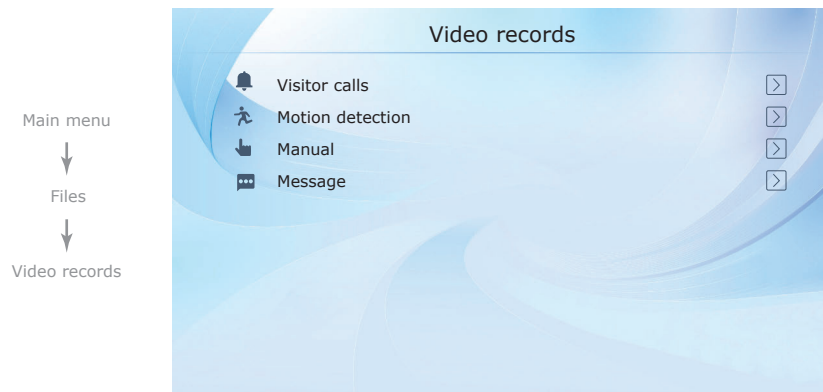 Main menu
Files
Video records
Video records
Visitor calls
Motion detection
Manual
Message